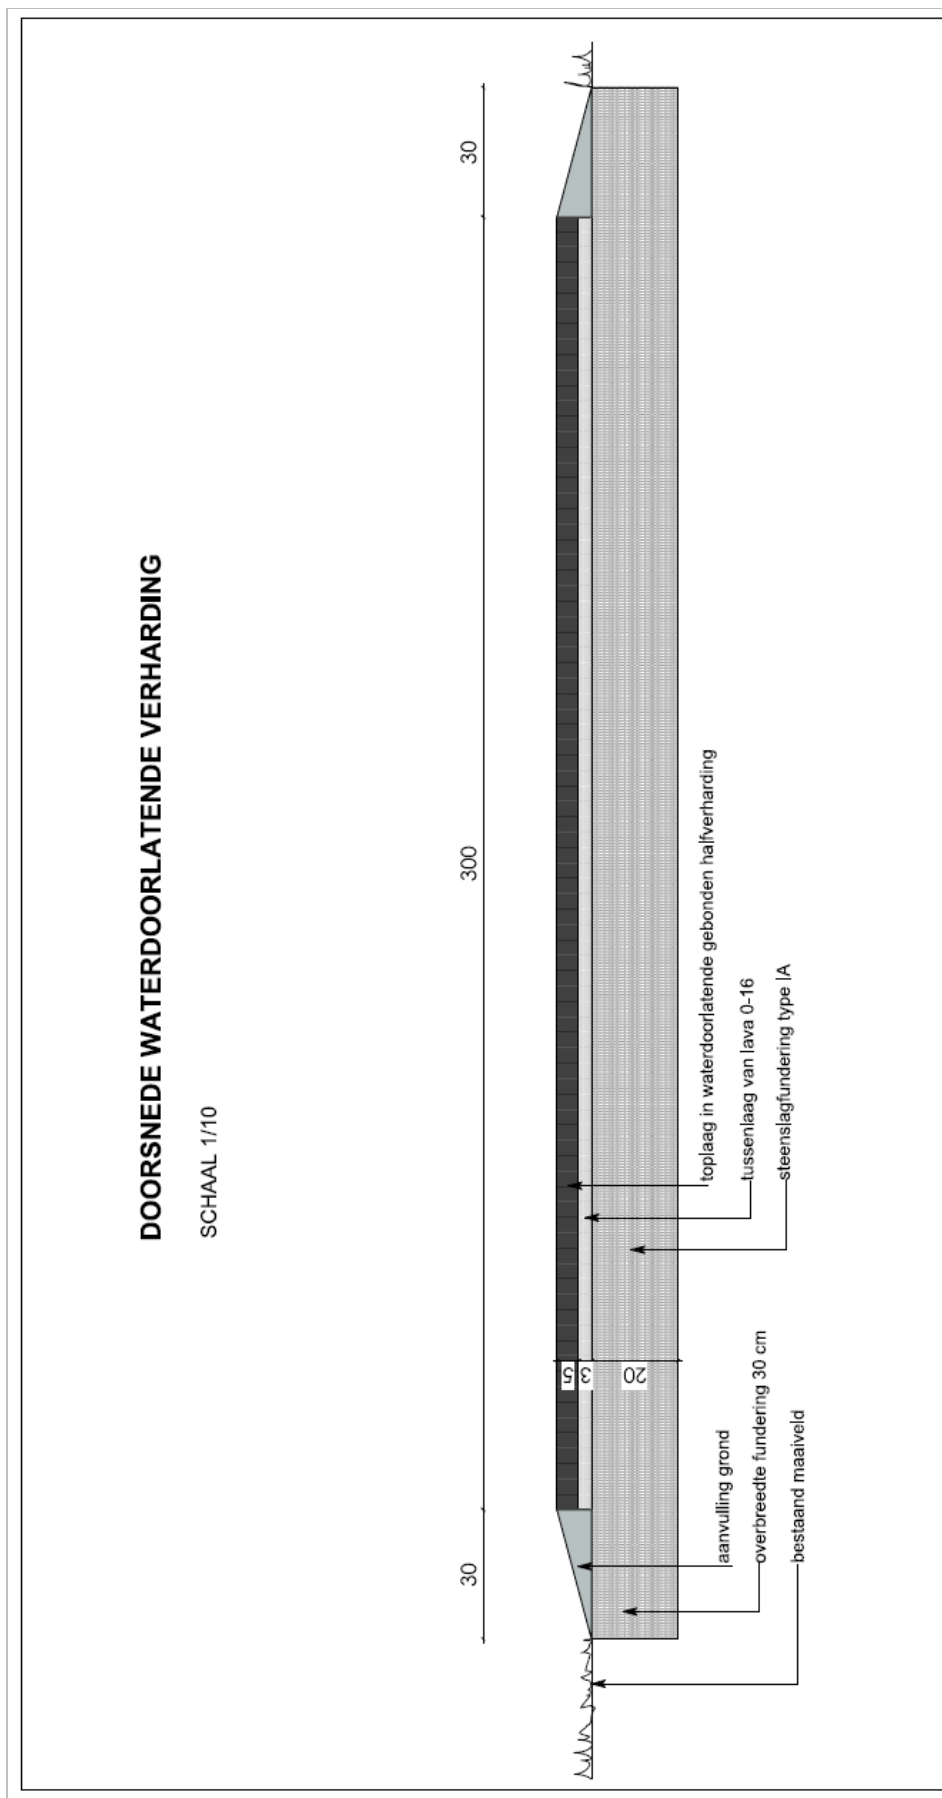 DOORSNEDE WATERDOORLATENDE VERHARDING
SCHAAL 1/10
30
300
30
5
3
20
toplaag in waterdoorlatende gebonden halfverharding
tussenlaag van lava 0-16
steenslagfundering type IA
aanvulling grond
overbreedte fundering 30 cm
bestaand maaiveld